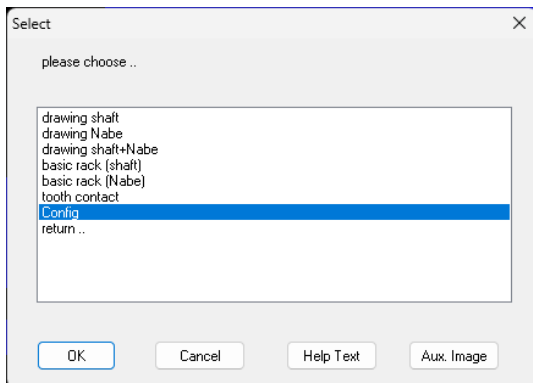 Select
please choose ..
drawing shaft
drawing Nabe
drawing shaft+Nabe
basic rack (shaft)
basic rack (Nabe)
tooth contact
Config
return ..
OK Cancel Help Text Aux. Image